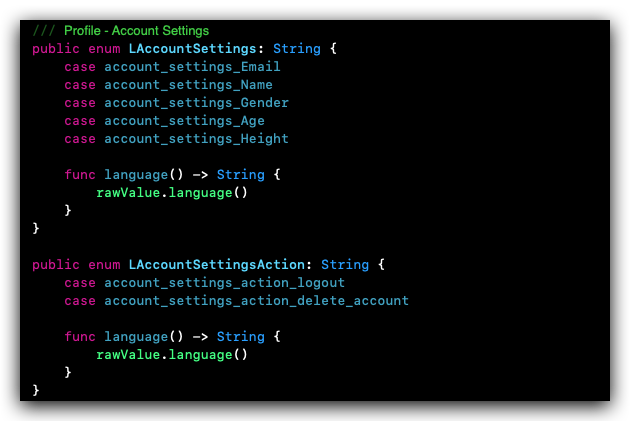 /// Profile - Account Settings
public enum LAccountSettings: String {
    case account_settings_Email
    case account_settings_Name
    case account_settings_Gender
    case account_settings_Age
    case account_settings_Height

    func language() -> String {
        rawValue.language()
    }
}

public enum LAccountSettingsAction: String {
    case account_settings_action_logout
    case account_settings_action_delete_account

    func language() -> String {
        rawValue.language()
    }
}